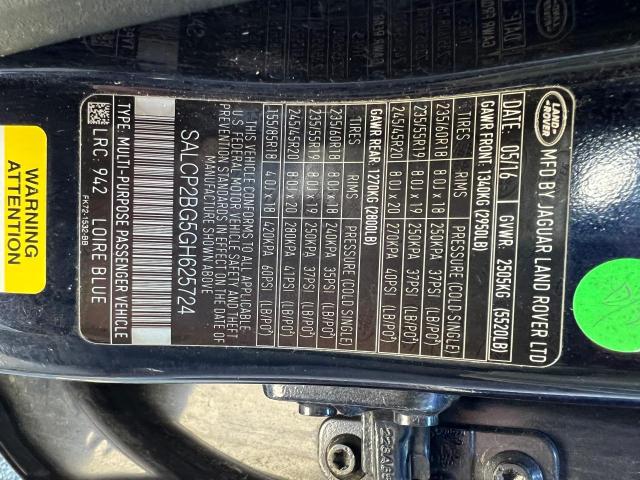 LAND-ROVER
MFD BY JAGUAR LAND ROVER LTD
DATE: 05/16 GVWR 2505KG (5520LB)
GAWR FRONT 1340KG (2950LB)
TIRES RIMS PRESSURE (COLD SINGLE)
235/60R18 8.0J x 18 250KPA 37PSI (LB/PO²)
235/55R19 8.0J x 19 250KPA 37PSI (LB/PO²)
245/45R20 8.0J x 20 270KPA 40PSI (LB/PO²)
GAWR REAR 1270KG (2800LB)
TIRES RIMS PRESSURE (COLD SINGLE)
235/60R18 8.0J x 18 240KPA 35PSI (LB/PO²)
235/55R19 8.0J x 19 250KPA 37PSI (LB/PO²)
245/45R20 8.0J x 20 280KPA 41PSI (LB/PO²)
155/85R18 4.0J x 18 420KPA 60PSI (LB/PO²)
THIS VEHICLE CONFORMS TO ALL APPLICABLE
U.S FEDERAL MOTOR VEHICLE SAFETY AND THEFT
PREVENTION STANDARDS IN EFFECT ON THE DATE OF
MANUFACTURE SHOWN ABOVE
SALCP2BG5GH625724
TYPE: MULTI-PURPOSE PASSENGER VEHICLE
LRC: 942 LOIRE BLUE
FK72-1532-BB
ATTENTION